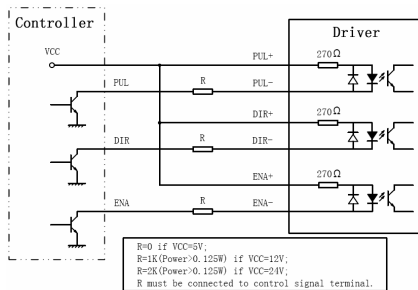 Controller
Driver
VCC
PUL+
270Ω
PUL
R
PUL-
DIR+
270Ω
DIR
R
DIR-
ENA+
270Ω
ENA
R
ENA-
R=0 if VCC=5V;
R=1K(Power>0.125W) if VCC=12V;
R=2K(Power>0.125W) if VCC=24V;
R must be connected to control signal terminal.